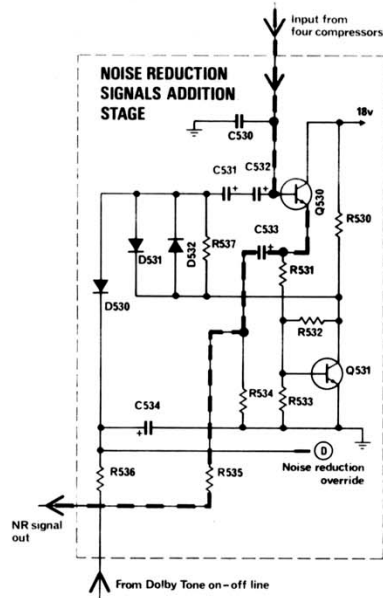 Input from
four compressors
NOISE REDUCTION
SIGNALS ADDITION
STAGE
18v
C530
C531
C532
Q530
C533
R530
D531
D532
R537
R531
D530
R532
Q531
C534
R534
R533
D
Noise reduction
override
R536
R535
NR signal
out
From Dolby Tone on-off line